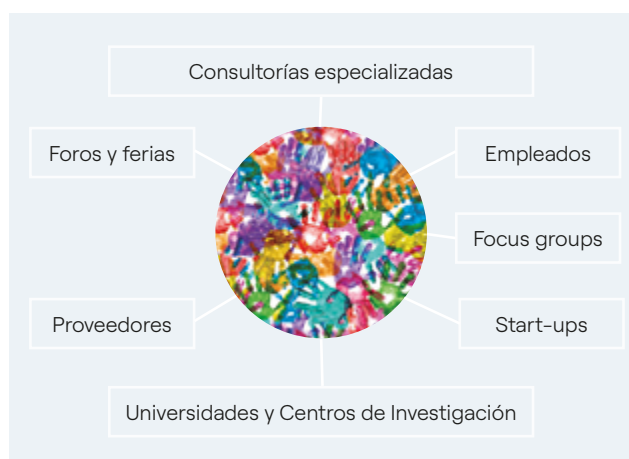 Consultorías especializadas
Foros y ferias
Empleados
Focus groups
Proveedores
Start-ups
Universidades y Centros de Investigación